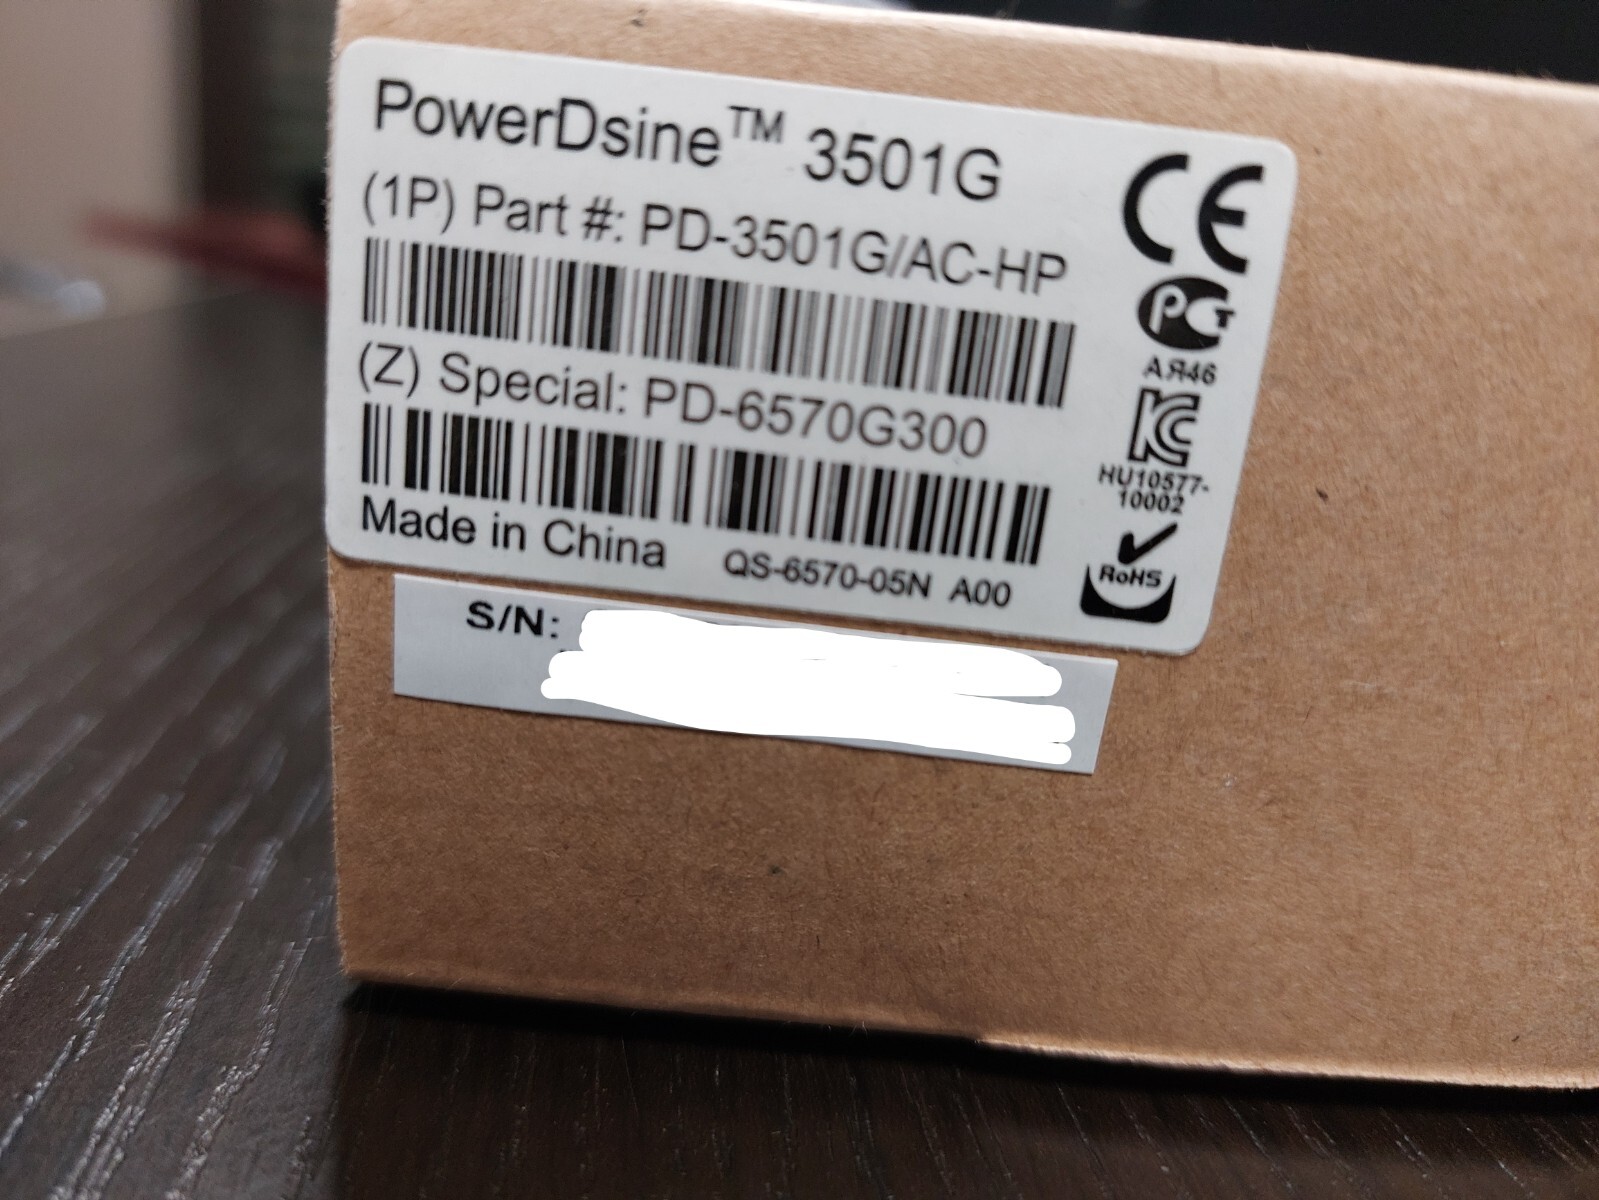 PowerDsine™ 3501G
(1P) Part #: PD-3501G/AC-HP
(Z) Special: PD-6570G300
Made in China
QS-6570-05N A00
CE
PCT
АЯ46
KC
HU10577-
10002
RoHS
S/N: